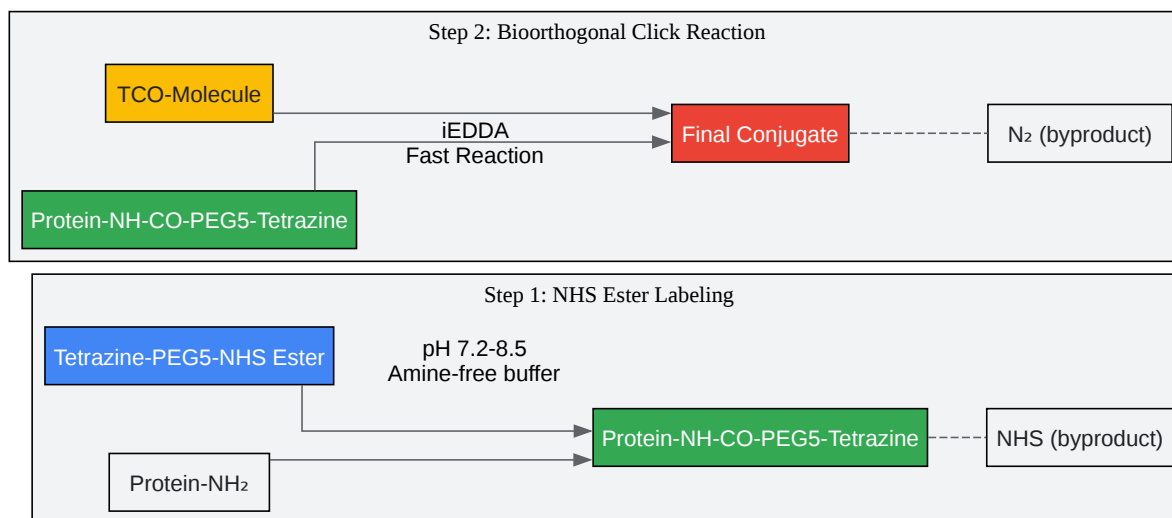 Step 2: Bioorthogonal Click Reaction
TCO-Molecule
iEDDA
Fast Reaction
Final Conjugate
N₂ (byproduct)
Protein-NH-CO-PEG5-Tetrazine
Step 1: NHS Ester Labeling
Tetrazine-PEG5-NHS Ester
pH 7.2-8.5
Amine-free buffer
Protein-NH-CO-PEG5-Tetrazine
NHS (byproduct)
Protein-NH₂